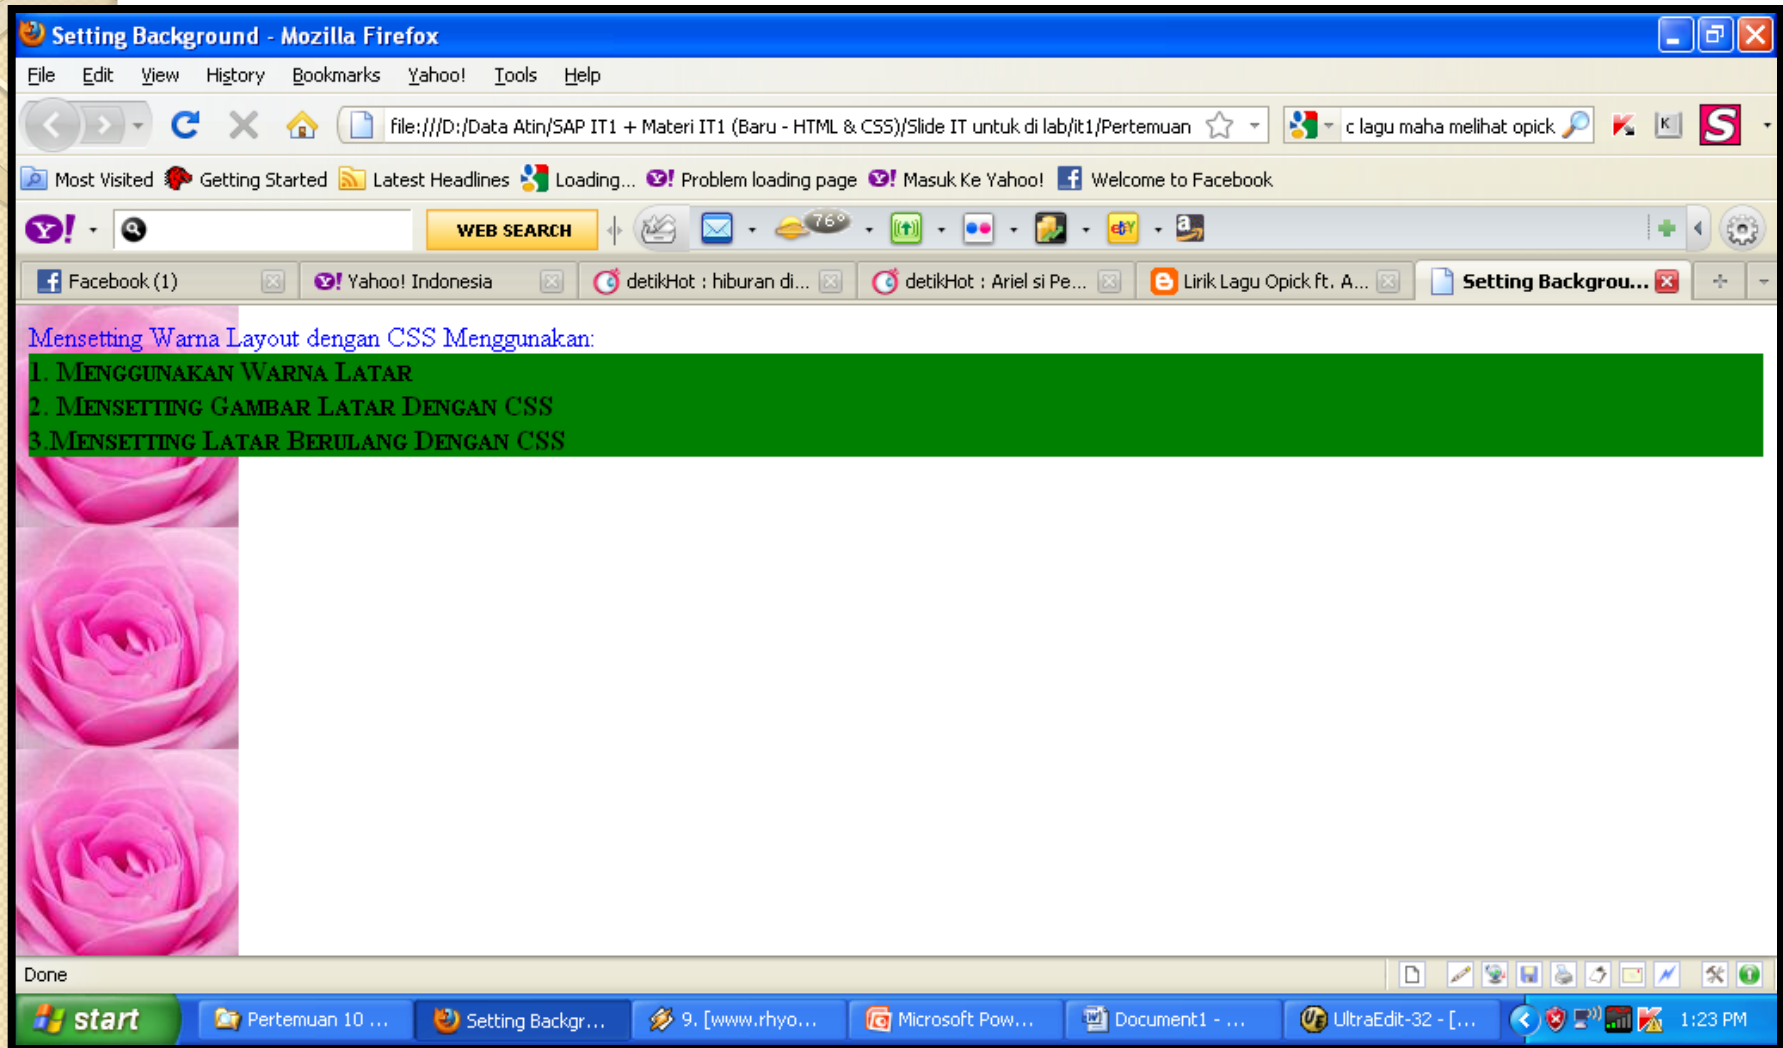 Setting Background - Mozilla Firefox
File Edit View History Bookmarks Yahoo! Tools Help
file:///D:/Data Atin/SAP IT1 + Materi IT1 (Baru - HTML & CSS)/Slide IT untuk di lab/it1/Pertemuan c lagu maha melihat opick K S
Most Visited Getting Started Latest Headlines Loading... Problem loading page Masuk Ke Yahoo! Welcome to Facebook
Y! WEB SEARCH 76° ebY a
Facebook (1) Yahoo! Indonesia detikHot : hiburan di... detikHot : Ariel si Pe... Lirik Lagu Opick ft. A... Setting Backgrou...
Mensetting Warna Layout dengan CSS Menggunakan:
1. Menggunakan Warna Latar
2. Mensetting Gambar Latar Dengan CSS
3.Mensetting Latar Berulang Dengan CSS
Done
start Pertemuan 10 ... Setting Backgr... 9. [www.rhyo... Microsoft Pow... Document1 - ... UltraEdit-32 - [... 1:23 PM